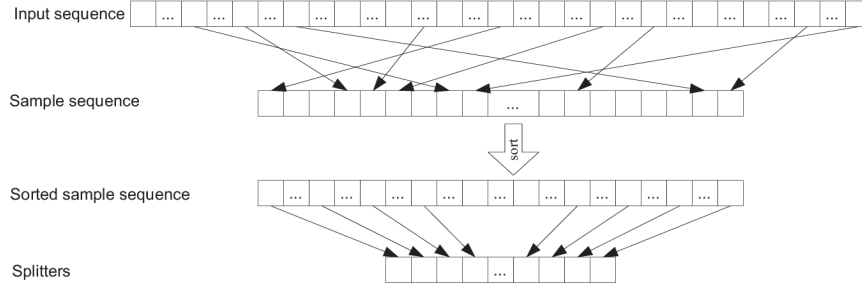 Input sequence ... ... ... ... ... ... ... ... ... ... ... ... ... ...
Sample sequence ...
sort
Sorted sample sequence ... ... ... ... ... ... ... ... ...
Splitters ...